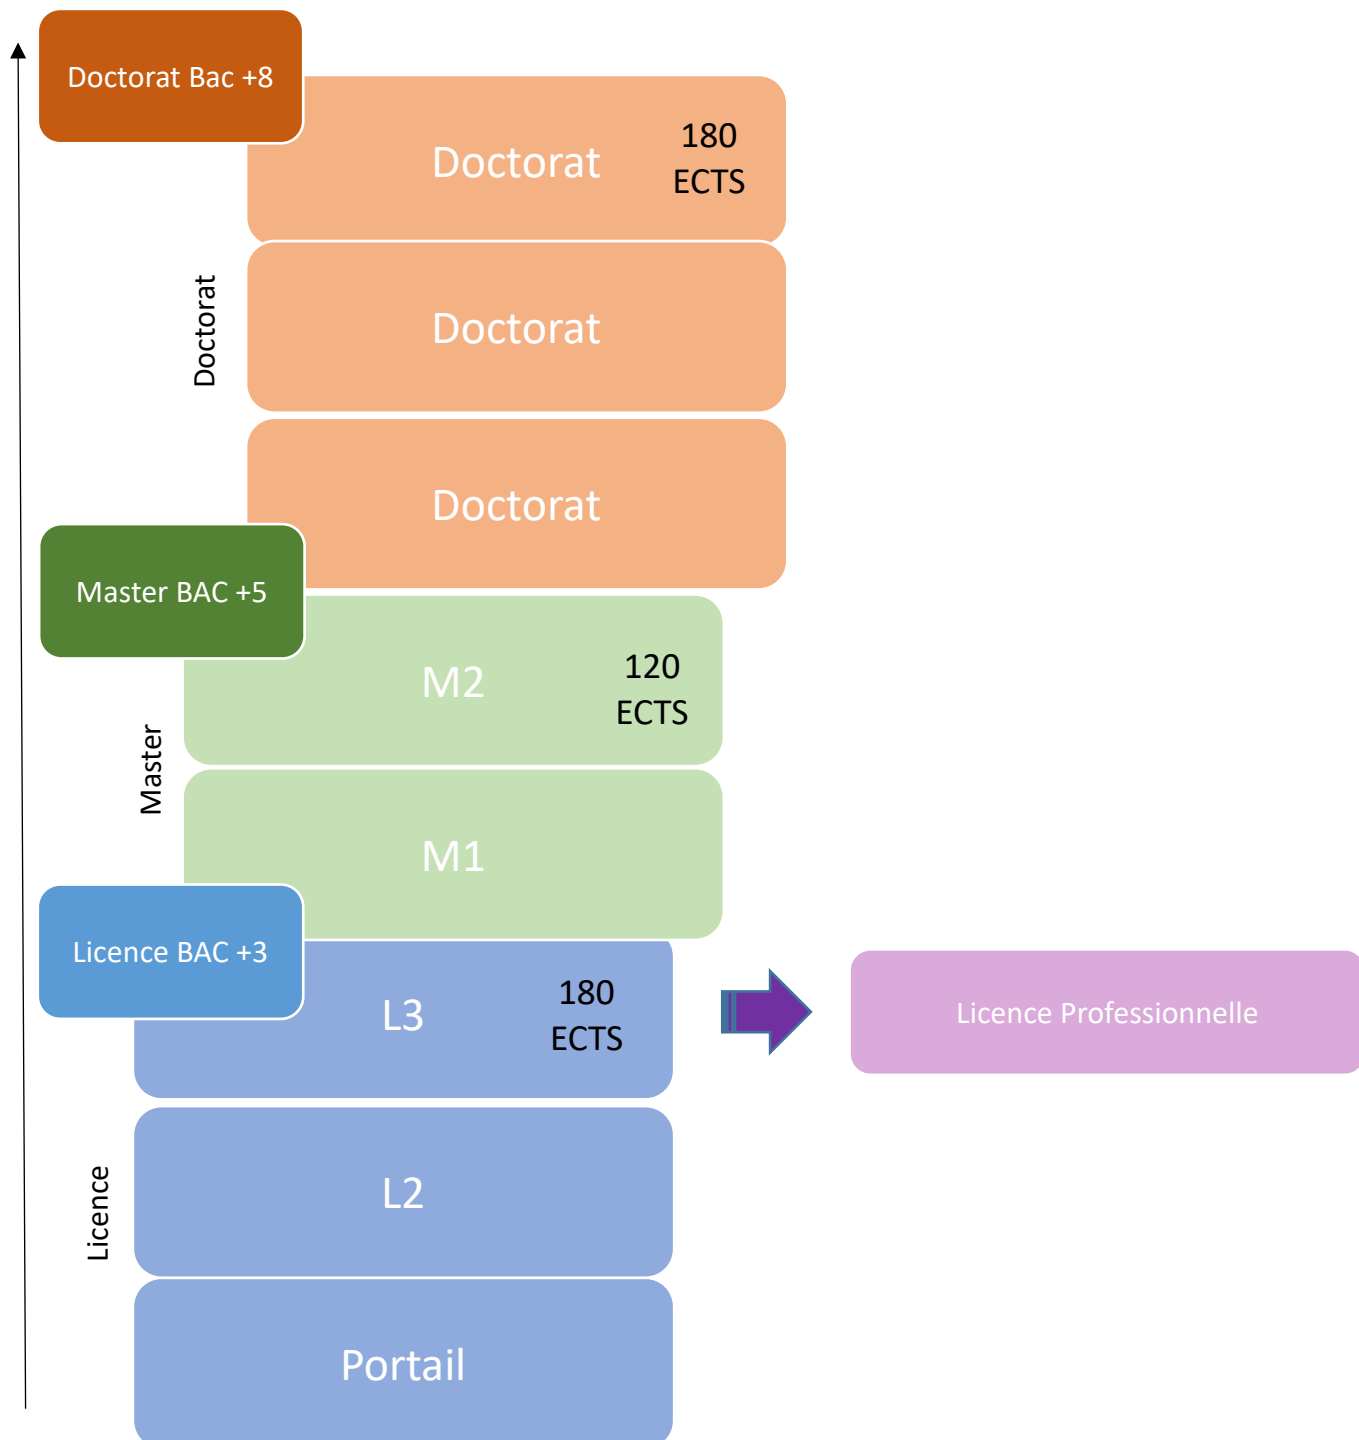 Doctorat Bac +8
Doctorat
180
ECTS
Doctorat
Doctorat
Doctorat
Master BAC +5
M2
120
ECTS
Master
M1
Licence BAC +3
L3
180
ECTS
Licence Professionnelle
L2
Licence
Portail